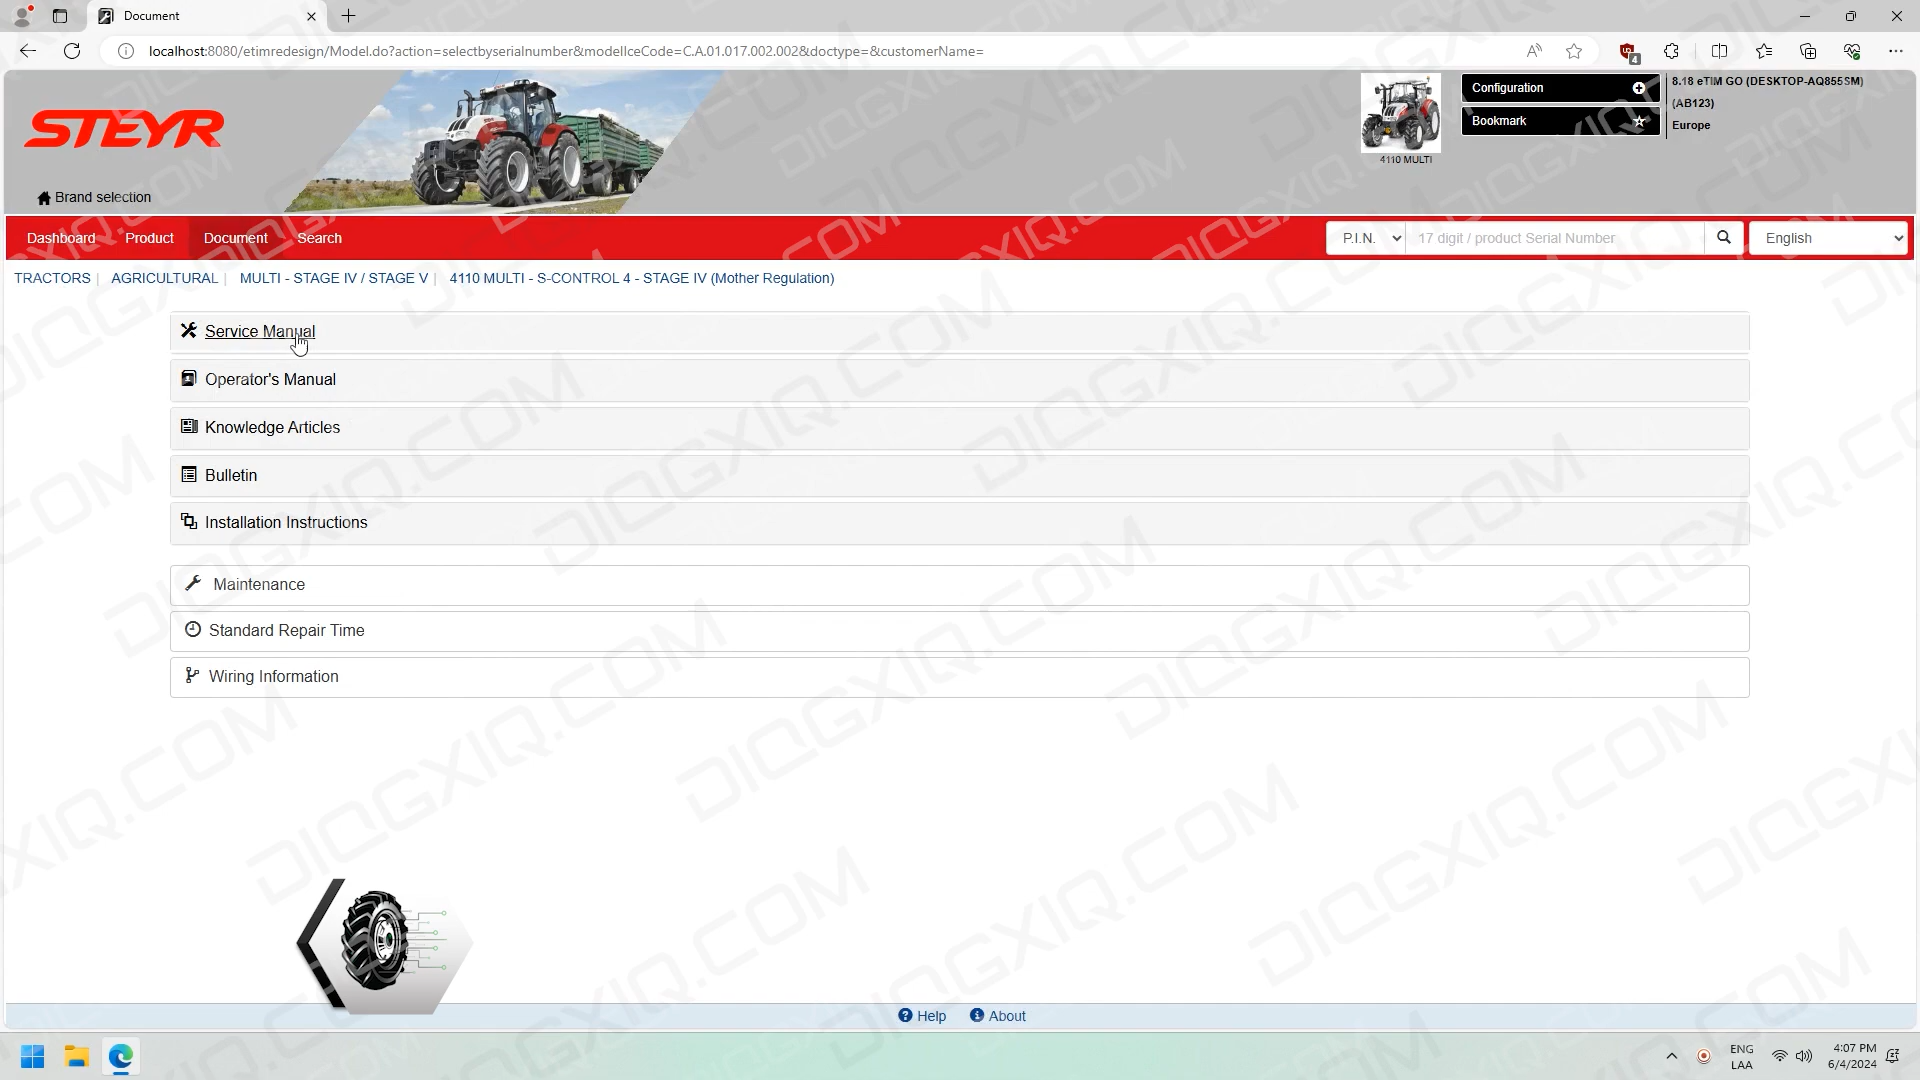 Document
localhost:8080/etimredesign/Model.do?action=selectbyserialnumber&modelIceCode=C.A.01.017.002.002&doctype=&customerName=
4
STEYR
Brand selection
4110 MULTI
Configuration
Bookmark
8.18 eTIM GO (DESKTOP-AQ855SM)
(AB123)
Europe
Dashboard Product Document Search
P.I.N. 17 digit / product Serial Number English
TRACTORS | AGRICULTURAL | MULTI - STAGE IV / STAGE V | 4110 MULTI - S-CONTROL 4 - STAGE IV (Mother Regulation)
Service Manual
Operator's Manual
Knowledge Articles
Bulletin
Installation Instructions
Maintenance
Standard Repair Time
Wiring Information
Help About
ENG
LAA
4:07 PM
6/4/2024
DIQGXIQ.COM